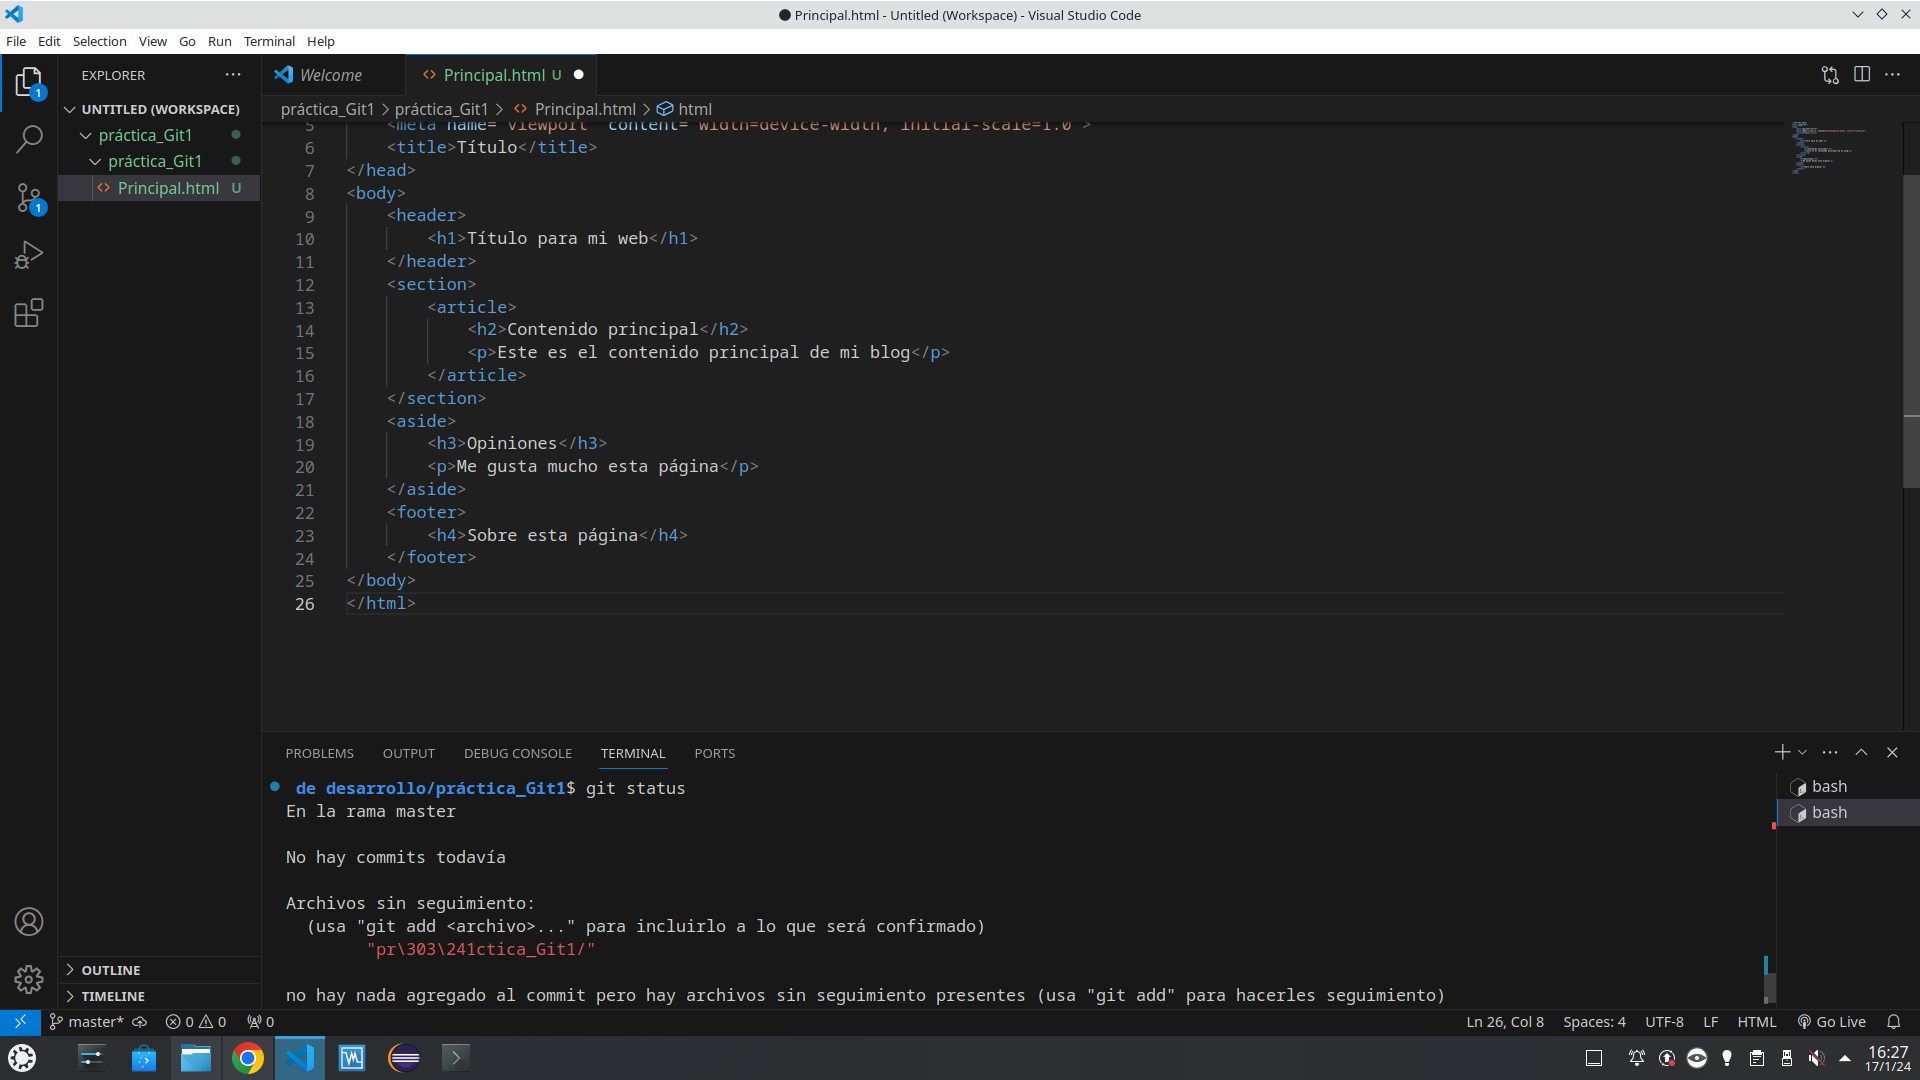 Principal.html - Untitled (Workspace) - Visual Studio Code
File Edit Selection View Go Run Terminal Help
EXPLORER
Welcome
<> Principal.html U
UNTITLED (WORKSPACE)
práctica_Git1
práctica_Git1
<> Principal.html U
práctica_Git1 > práctica_Git1 > <> Principal.html > html
5 <meta name="viewport" content="width=device-width, initial-scale=1.0">
6 <title>Título</title>
7 </head>
8 <body>
9 <header>
10 <h1>Título para mi web</h1>
11 </header>
12 <section>
13 <article>
14 <h2>Contenido principal</h2>
15 <p>Este es el contenido principal de mi blog</p>
16 </article>
17 </section>
18 <aside>
19 <h3>Opiniones</h3>
20 <p>Me gusta mucho esta página</p>
21 </aside>
22 <footer>
23 <h4>Sobre esta página</h4>
24 </footer>
25 </body>
26 </html>
PROBLEMS OUTPUT DEBUG CONSOLE TERMINAL PORTS
de desarrollo/práctica_Git1$ git status
En la rama master
No hay commits todavía
Archivos sin seguimiento:
(usa "git add <archivo>..." para incluirlo a lo que será confirmado)
"pr\303\241ctica_Git1/"
no hay nada agregado al commit pero hay archivos sin seguimiento presentes (usa "git add" para hacerles seguimiento)
bash
bash
1
1
OUTLINE
TIMELINE
master* 0 0 0
Ln 26, Col 8 Spaces: 4 UTF-8 LF HTML Go Live
16:27
17/1/24